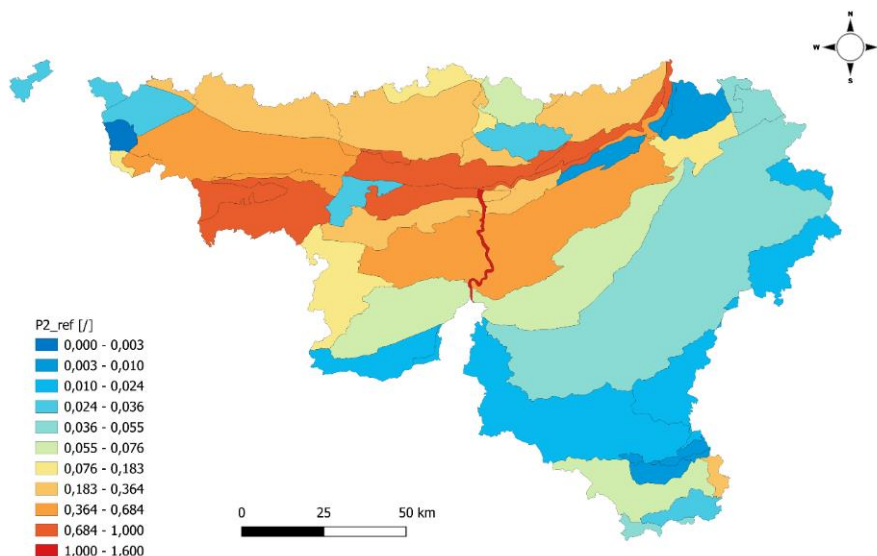 N
W E
S
P2_ref [/]
0,000 - 0,003
0,003 - 0,010
0,010 - 0,024
0,024 - 0,036
0,036 - 0,055
0,055 - 0,076
0,076 - 0,183
0,183 - 0,364
0,364 - 0,684
0,684 - 1,000
1,000 - 1,600
0 25 50 km